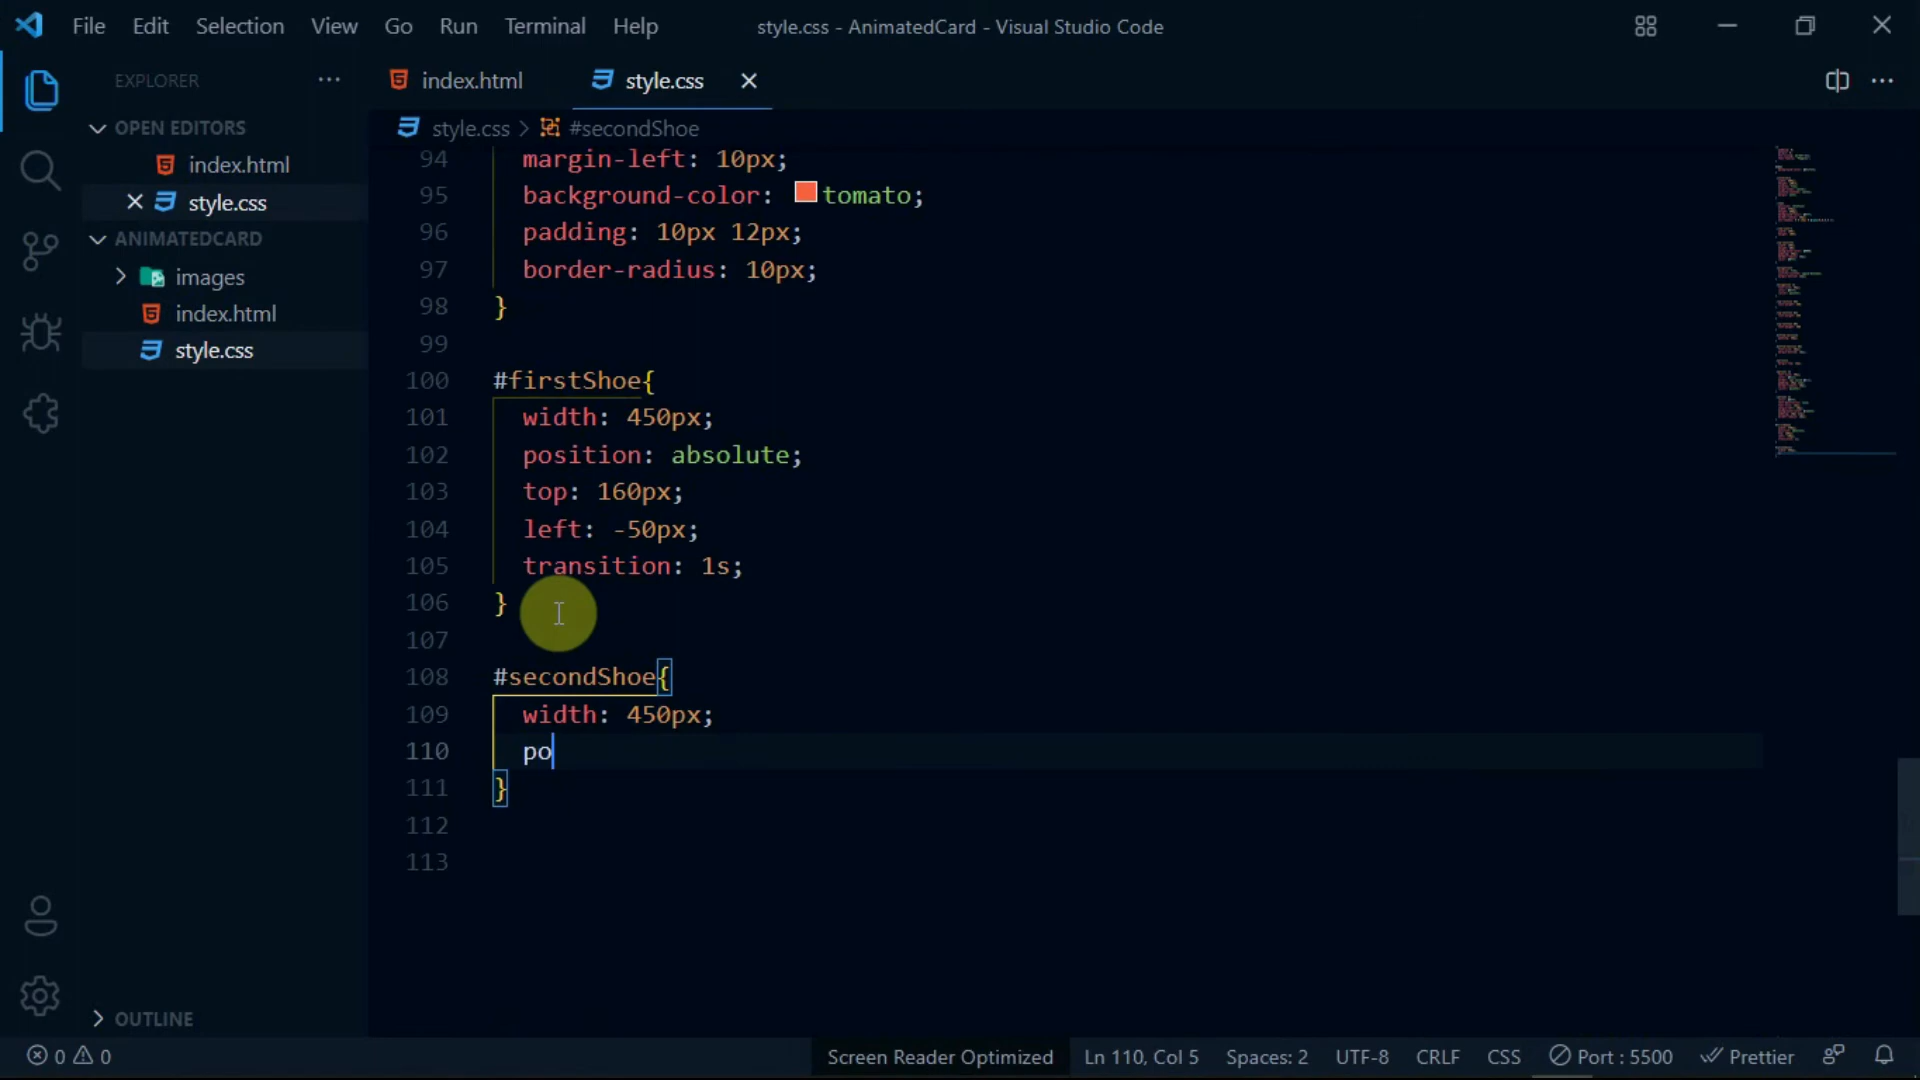 File Edit Selection View Go Run Terminal Help
style.css - AnimatedCard - Visual Studio Code
EXPLORER
OPEN EDITORS
index.html
style.css
ANIMATEDCARD
images
index.html
style.css
OUTLINE
index.html
style.css
style.css > #secondShoe
94 margin-left: 10px;
95 background-color: tomato;
96 padding: 10px 12px;
97 border-radius: 10px;
98 }
99
100 #firstShoe{
101 width: 450px;
102 position: absolute;
103 top: 160px;
104 left: -50px;
105 transition: 1s;
106 }
107
108 #secondShoe{
109 width: 450px;
110 po
111 }
112
113
0 0
Screen Reader Optimized Ln 110, Col 5 Spaces: 2 UTF-8 CRLF CSS Port : 5500 Prettier